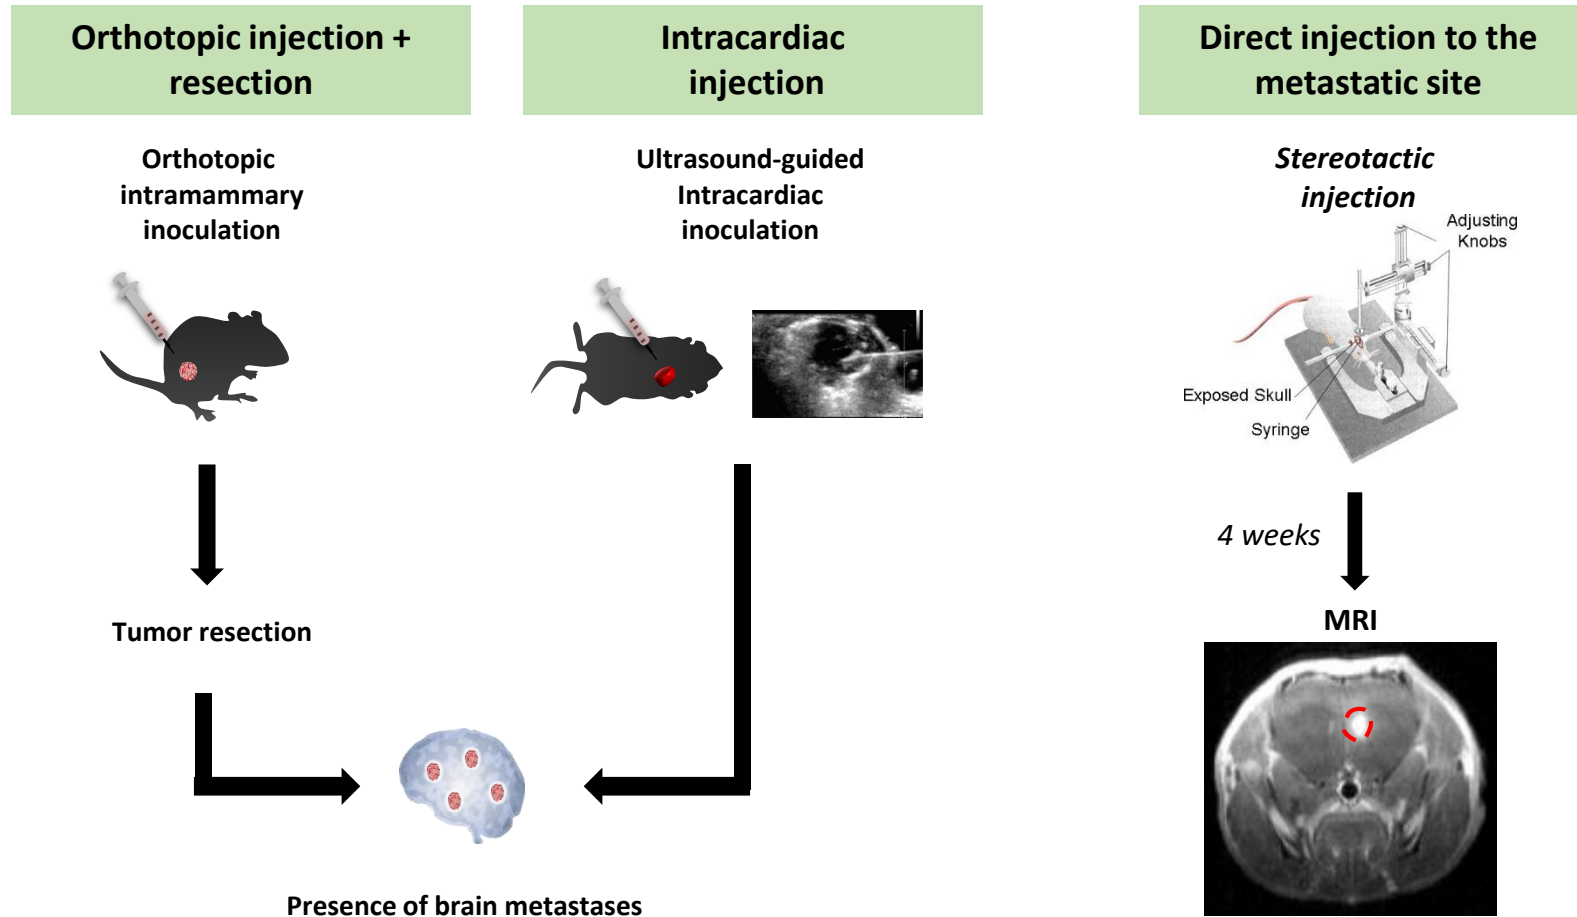 Orthotopic injection +
resection
Orthotopic
intramammary
inoculation
Tumor resection
Intracardiac
injection
Ultrasound-guided
Intracardiac
inoculation
Presence of brain metastases
Direct injection to the
metastatic site
Stereotactic
injection
Adjusting
Knobs
Exposed Skull
Syringe
4 weeks
MRI